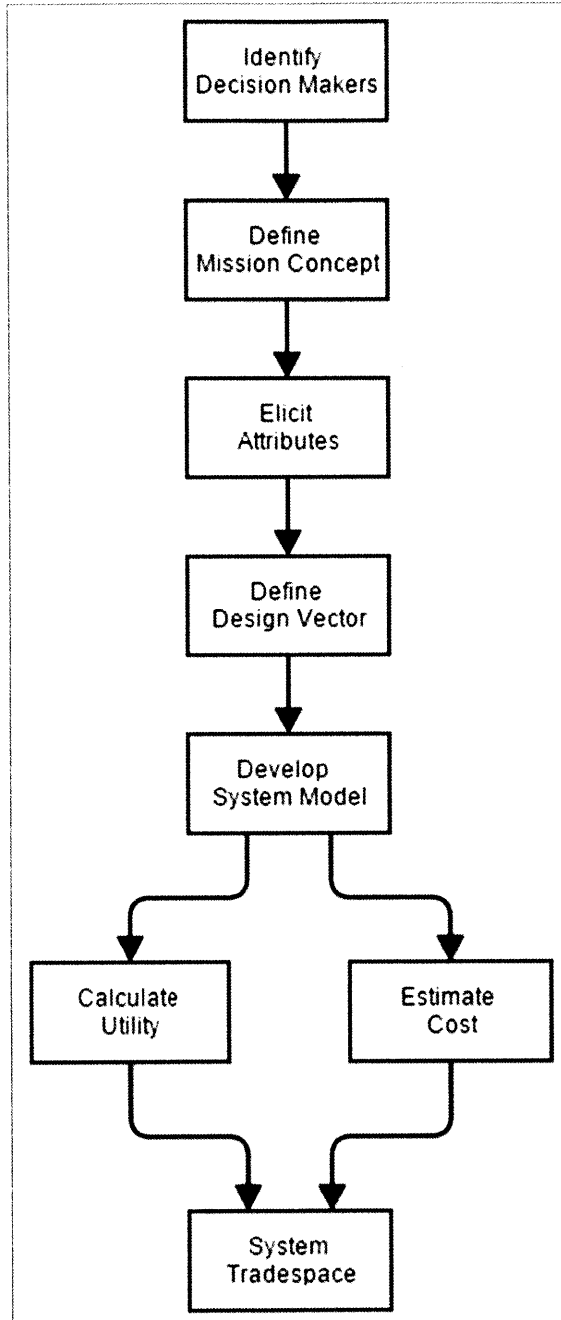 Identify
Decision Makers
Define
Mission Concept
Elicit
Attributes
Define
Design Vector
Develop
System Model
Calculate
Utility
Estimate
Cost
System
Tradespace